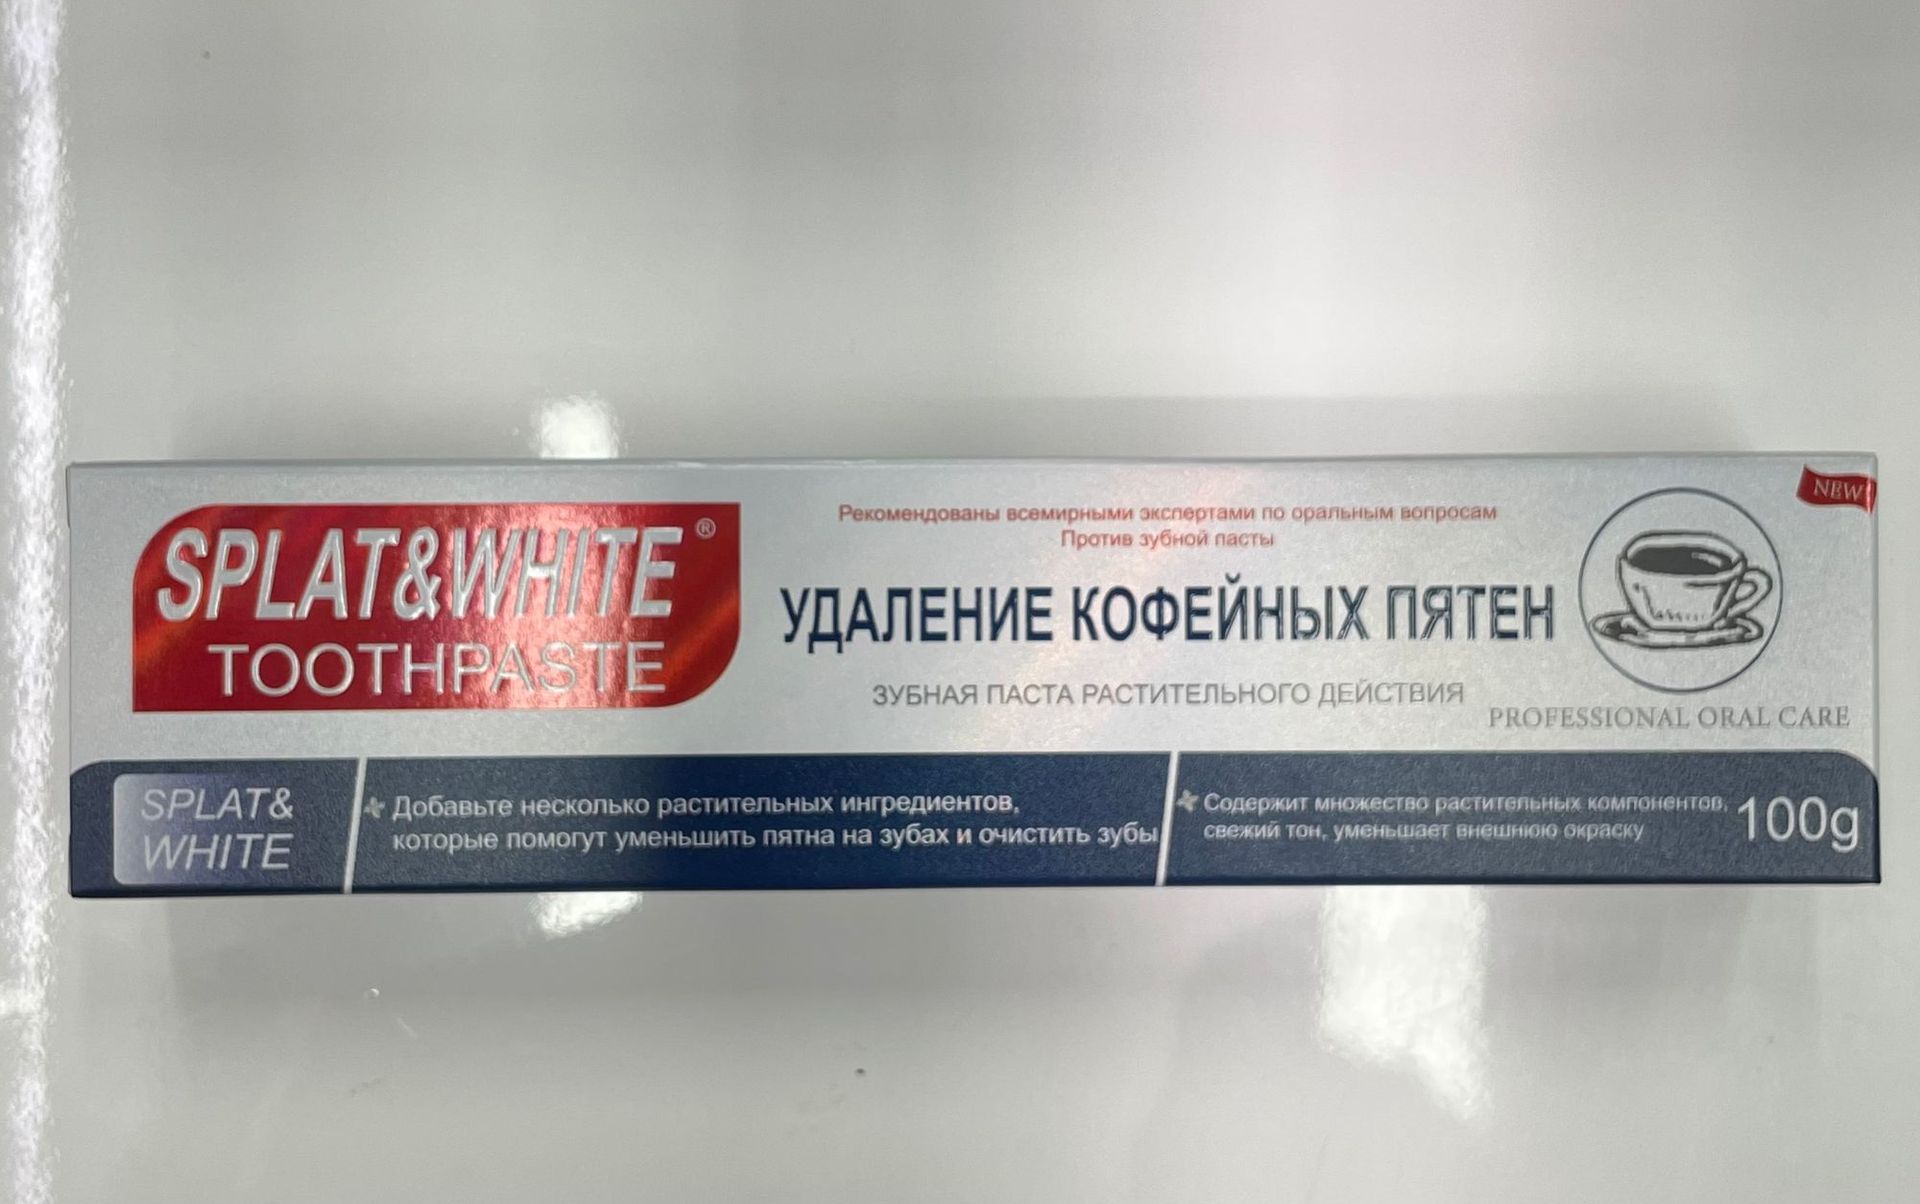 SPLAT&WHITE®
TOOTHPASTE
Рекомендованы всемирными экспертами по оральным вопросам
Против зубной пасты
УДАЛЕНИЕ КОФЕЙНЫХ ПЯТЕН
ЗУБНАЯ ПАСТА РАСТИТЕЛЬНОГО ДЕЙСТВИЯ
NEW
PROFESSIONAL ORAL CARE
SPLAT&
WHITE
Добавьте несколько растительных ингредиентов,
которые помогут уменьшить пятна на зубах и очистить зубы
Содержит множество растительных компонентов,
свежий тон, уменьшает внешнюю окраску
100g